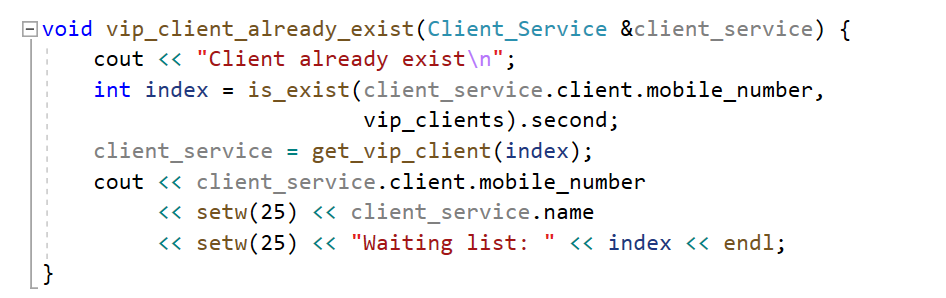 void vip_client_already_exist(Client_Service &client_service) {
cout << "Client already exist\n";
int index = is_exist(client_service.client.mobile_number,
vip_clients).second;
client_service = get_vip_client(index);
cout << client_service.client.mobile_number
<< setw(25) << client_service.name
<< setw(25) << "Waiting list: " << index << endl;
}